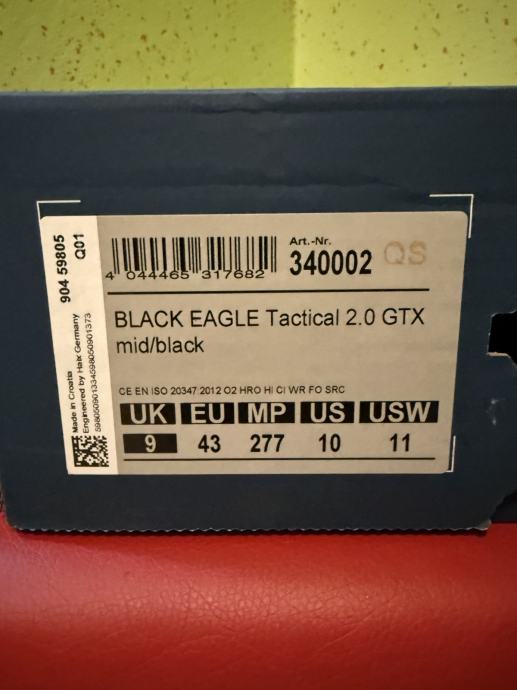 904 59805
Q01
Made in Croatia
Engineered by Haix Germany
4 044465 317682
Art.-Nr.
340002 QS
BLACK EAGLE Tactical 2.0 GTX
mid/black
CE EN ISO 20347:2012 O2 HRO HI CI WR FO SRC
UK EU MP US USW
9 43 277 10 11